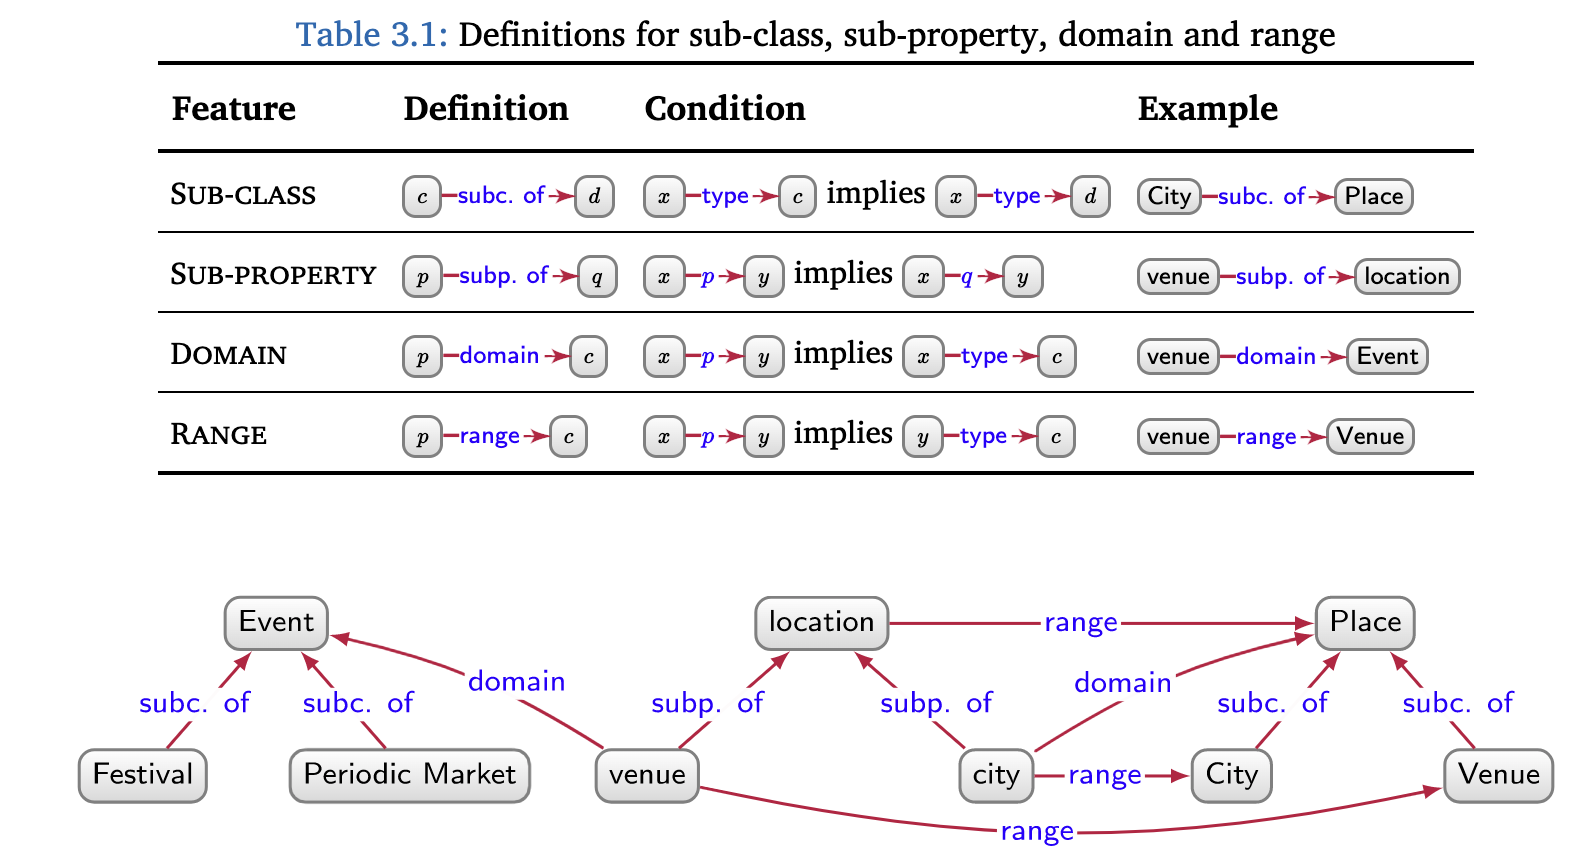 Table 3.1: Definitions for sub-class, sub-property, domain and range
Feature Definition Condition Example
SUB-CLASS c subc. of d x type c implies x type d City subc. of Place
SUB-PROPERTY p subp. of q x p y implies x q y venue subp. of location
DOMAIN p domain c x p y implies x type c venue domain Event
RANGE p range c x p y implies y type c venue range Venue
Event location range Place
domain domain
subc. of subc. of subp. of subp. of subc. of subc. of
Festival Periodic Market venue city range City Venue
range